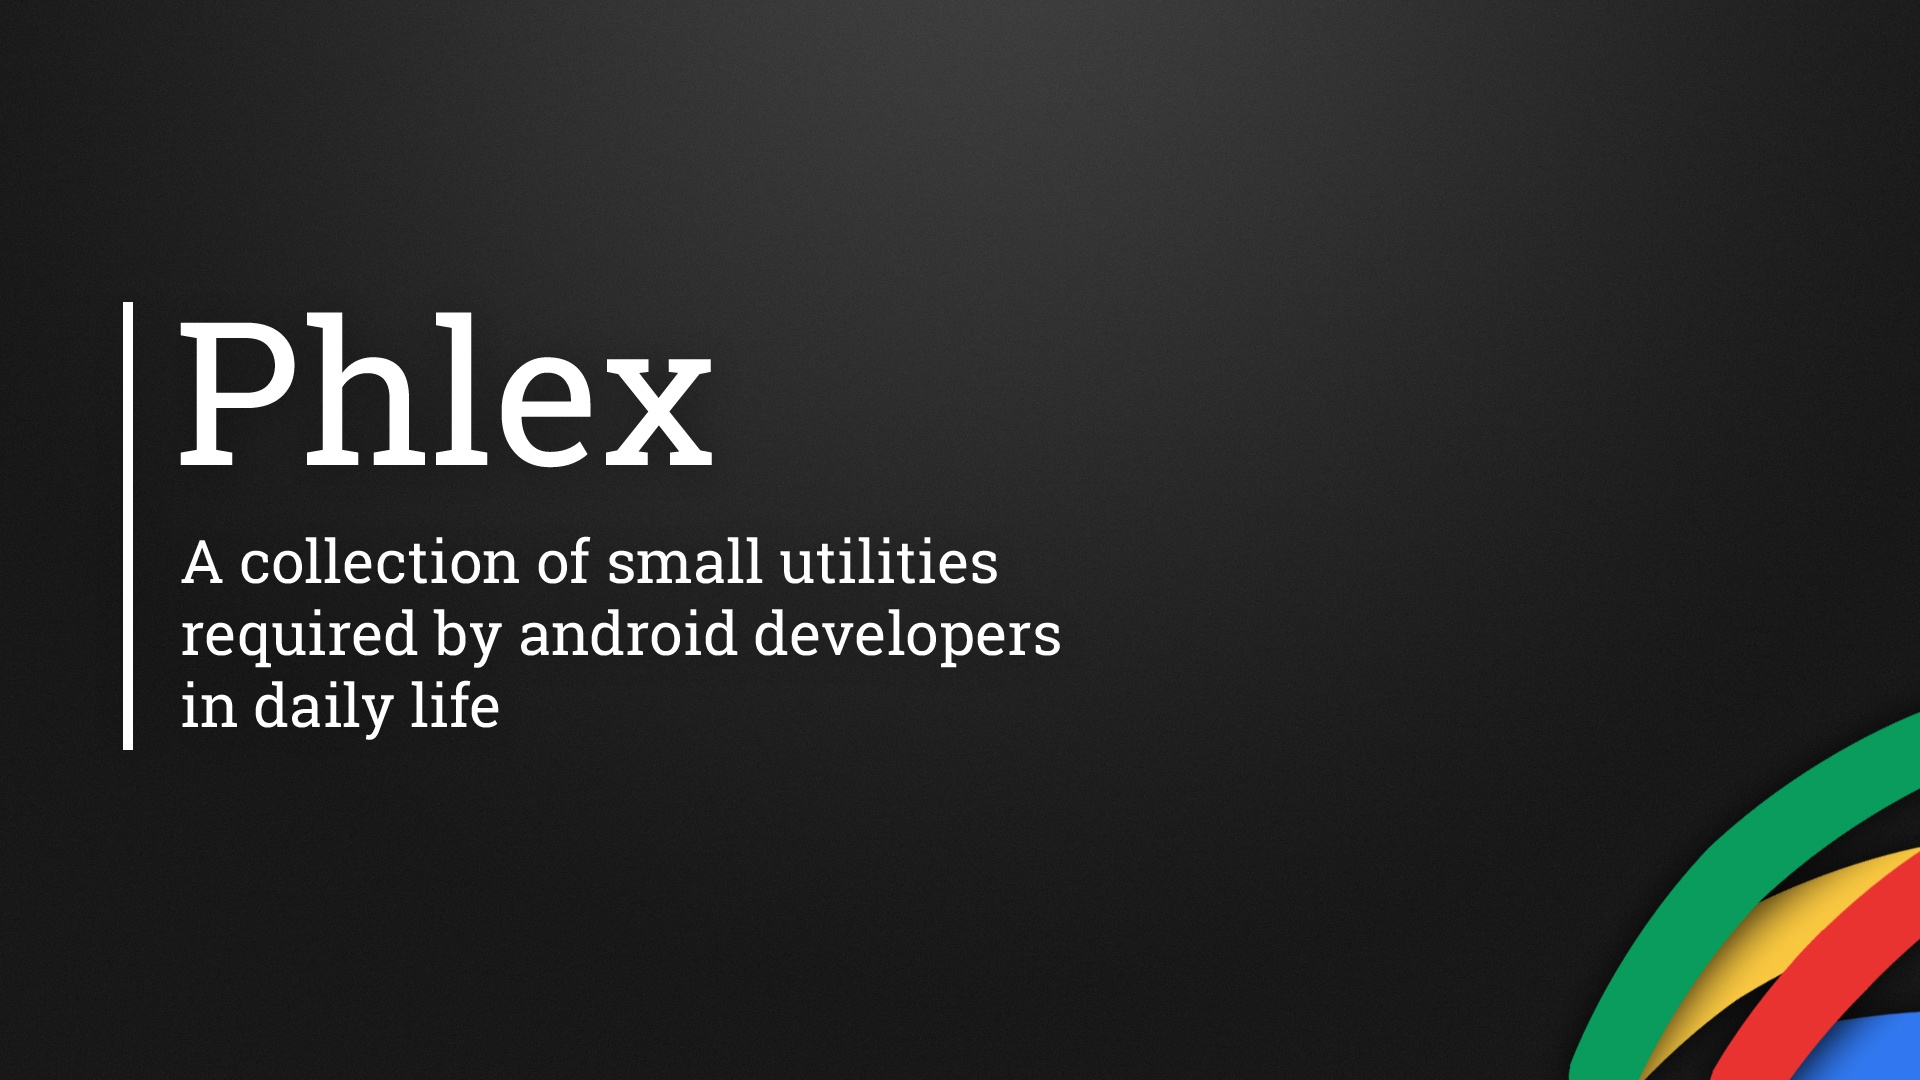 Phlex
A collection of small utilities
required by android developers
in daily life